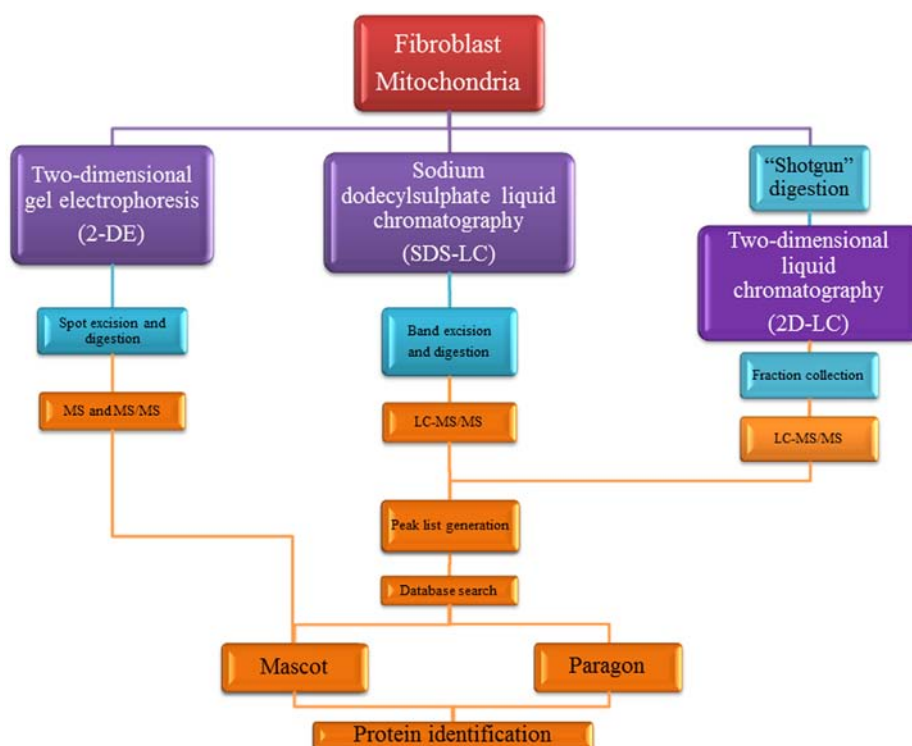 Fibroblast
Mitochondria
Two-dimensional
gel electrophoresis
(2-DE)
Sodium
dodecylsulphate liquid
chromatography
(SDS-LC)
“Shotgun”
digestion
Two-dimensional
liquid
chromatography
(2D-LC)
Spot excision and
digestion
Band excision
and digestion
Fraction collection
MS and MS/MS
LC-MS/MS
LC-MS/MS
Peak list generation
Database search
Mascot
Paragon
Protein identification